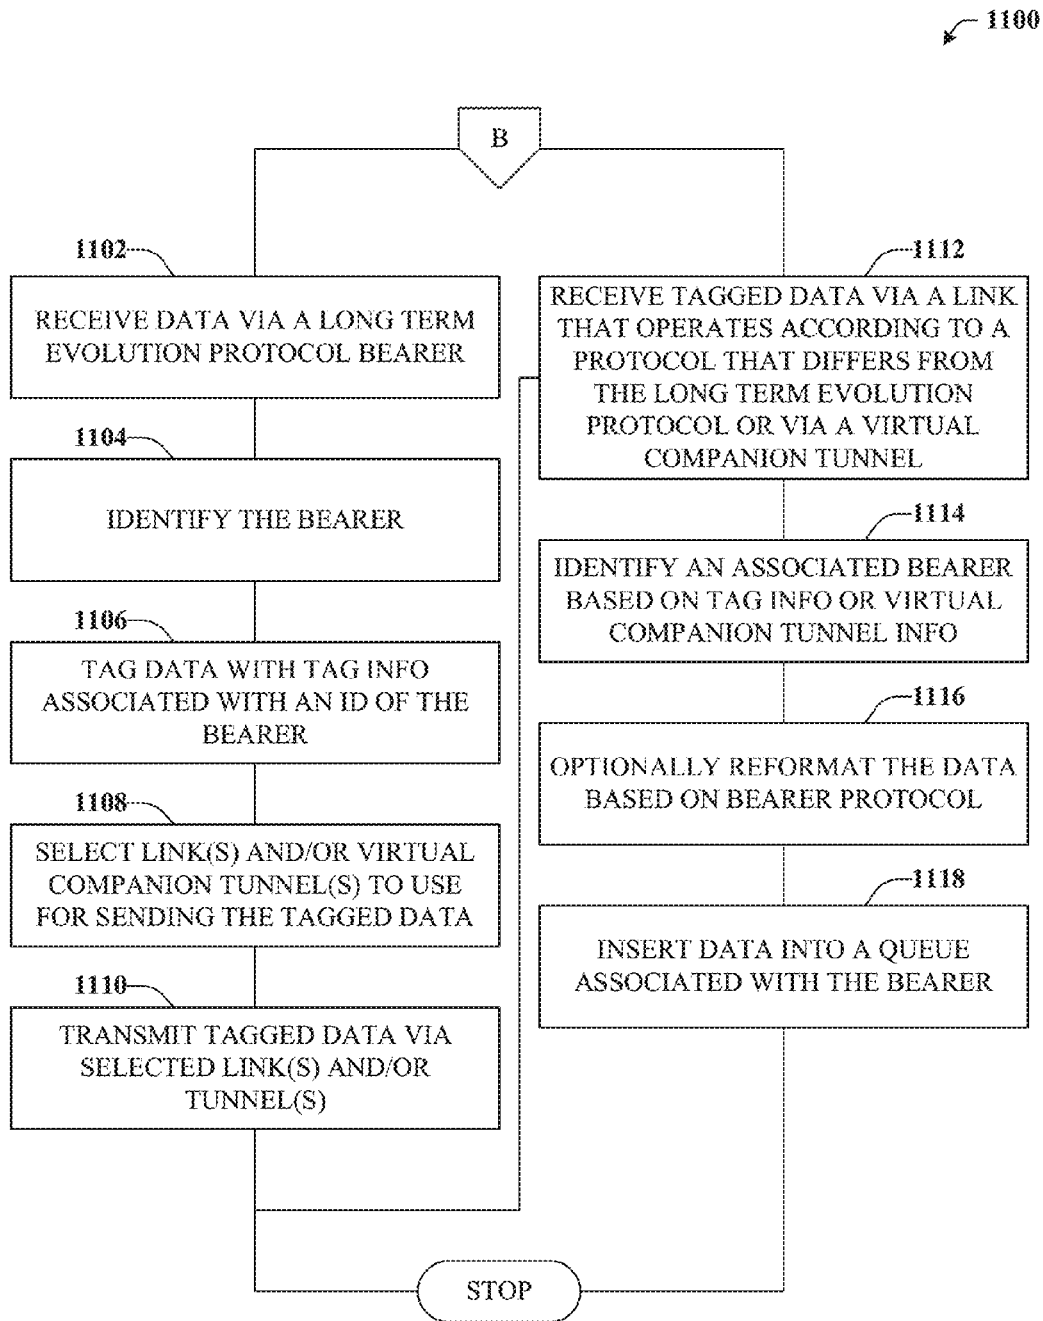 1100
B
1102
RECEIVE DATA VIA A LONG TERM
EVOLUTION PROTOCOL BEARER
1104
IDENTIFY THE BEARER
1106
TAG DATA WITH TAG INFO
ASSOCIATED WITH AN ID OF THE
BEARER
1108
SELECT LINK(S) AND/OR VIRTUAL
COMPANION TUNNEL(S) TO USE
FOR SENDING THE TAGGED DATA
1110
TRANSMIT TAGGED DATA VIA
SELECTED LINK(S) AND/OR
TUNNEL(S)
1112
RECEIVE TAGGED DATA VIA A LINK
THAT OPERATES ACCORDING TO A
PROTOCOL THAT DIFFERS FROM
THE LONG TERM EVOLUTION
PROTOCOL OR VIA A VIRTUAL
COMPANION TUNNEL
1114
IDENTIFY AN ASSOCIATED BEARER
BASED ON TAG INFO OR VIRTUAL
COMPANION TUNNEL INFO
1116
OPTIONALLY REFORMAT THE DATA
BASED ON BEARER PROTOCOL
1118
INSERT DATA INTO A QUEUE
ASSOCIATED WITH THE BEARER
STOP